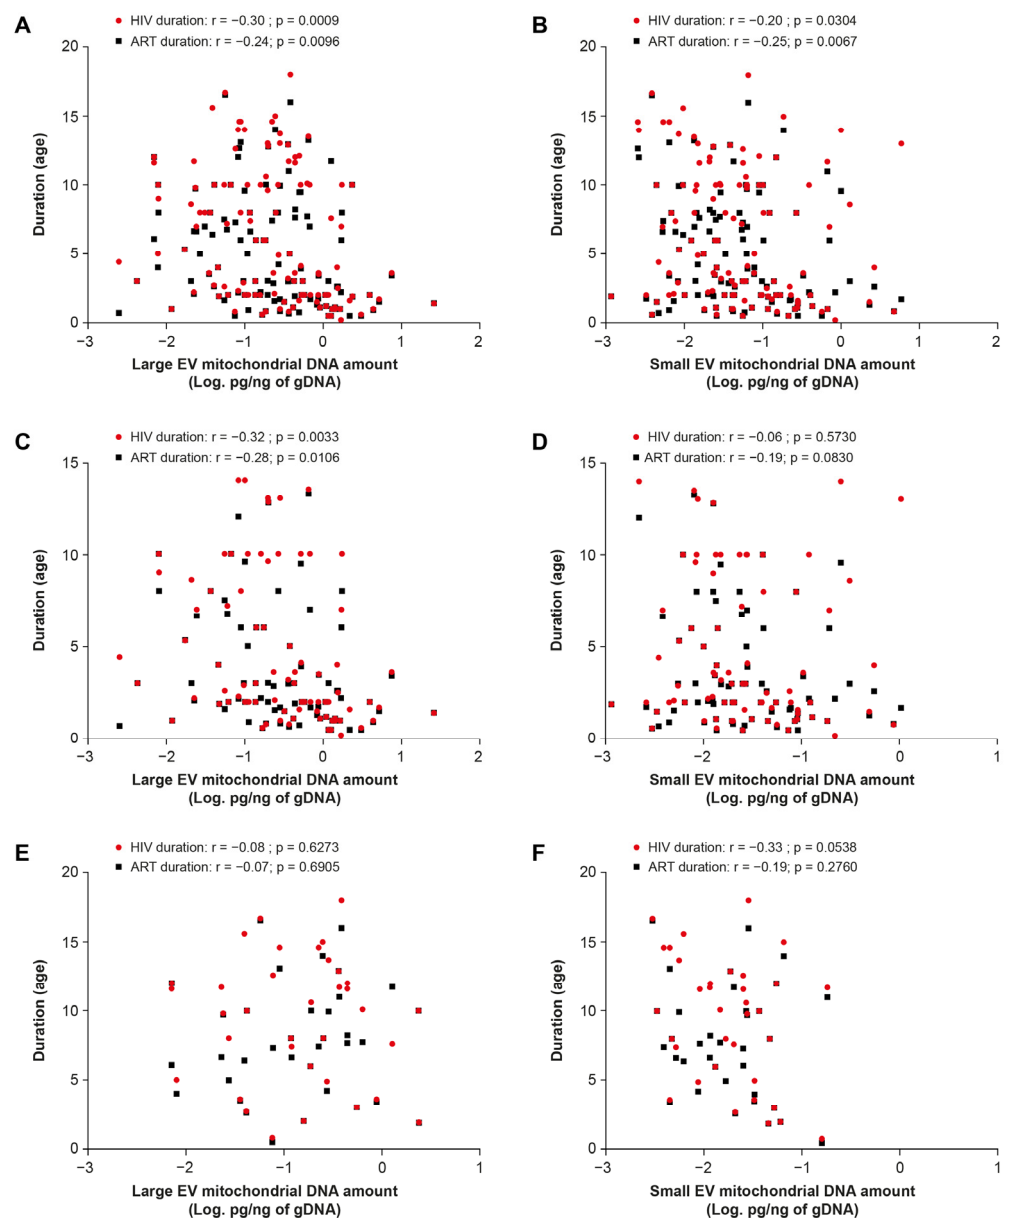 A
HIV duration: r = −0.30 ; p = 0.0009
ART duration: r = −0.24; p = 0.0096
20
15
10
5
0
Duration (age)
−3
−2
−1
0
1
2
Large EV mitochondrial DNA amount
(Log. pg/ng of gDNA)
B
HIV duration: r = −0.20 ; p = 0.0304
ART duration: r = −0.25; p = 0.0067
20
15
10
5
0
Duration (age)
−3
−2
−1
0
1
2
Small EV mitochondrial DNA amount
(Log. pg/ng of gDNA)
C
HIV duration: r = −0.32 ; p = 0.0033
ART duration: r = −0.28; p = 0.0106
15
10
5
0
Duration (age)
−3
−2
−1
0
1
2
Large EV mitochondrial DNA amount
(Log. pg/ng of gDNA)
D
HIV duration: r = −0.06 ; p = 0.5730
ART duration: r = −0.19; p = 0.0830
15
10
5
0
Duration (age)
−3
−2
−1
0
1
Small EV mitochondrial DNA amount
(Log. pg/ng of gDNA)
E
HIV duration: r = −0.08 ; p = 0.6273
ART duration: r = −0.07; p = 0.6905
20
15
10
5
0
Duration (age)
−3
−2
−1
0
1
Large EV mitochondrial DNA amount
(Log. pg/ng of gDNA)
F
HIV duration: r = −0.33 ; p = 0.0538
ART duration: r = −0.19; p = 0.2760
20
15
10
5
0
Duration (age)
−3
−2
−1
0
1
Small EV mitochondrial DNA amount
(Log. pg/ng of gDNA)